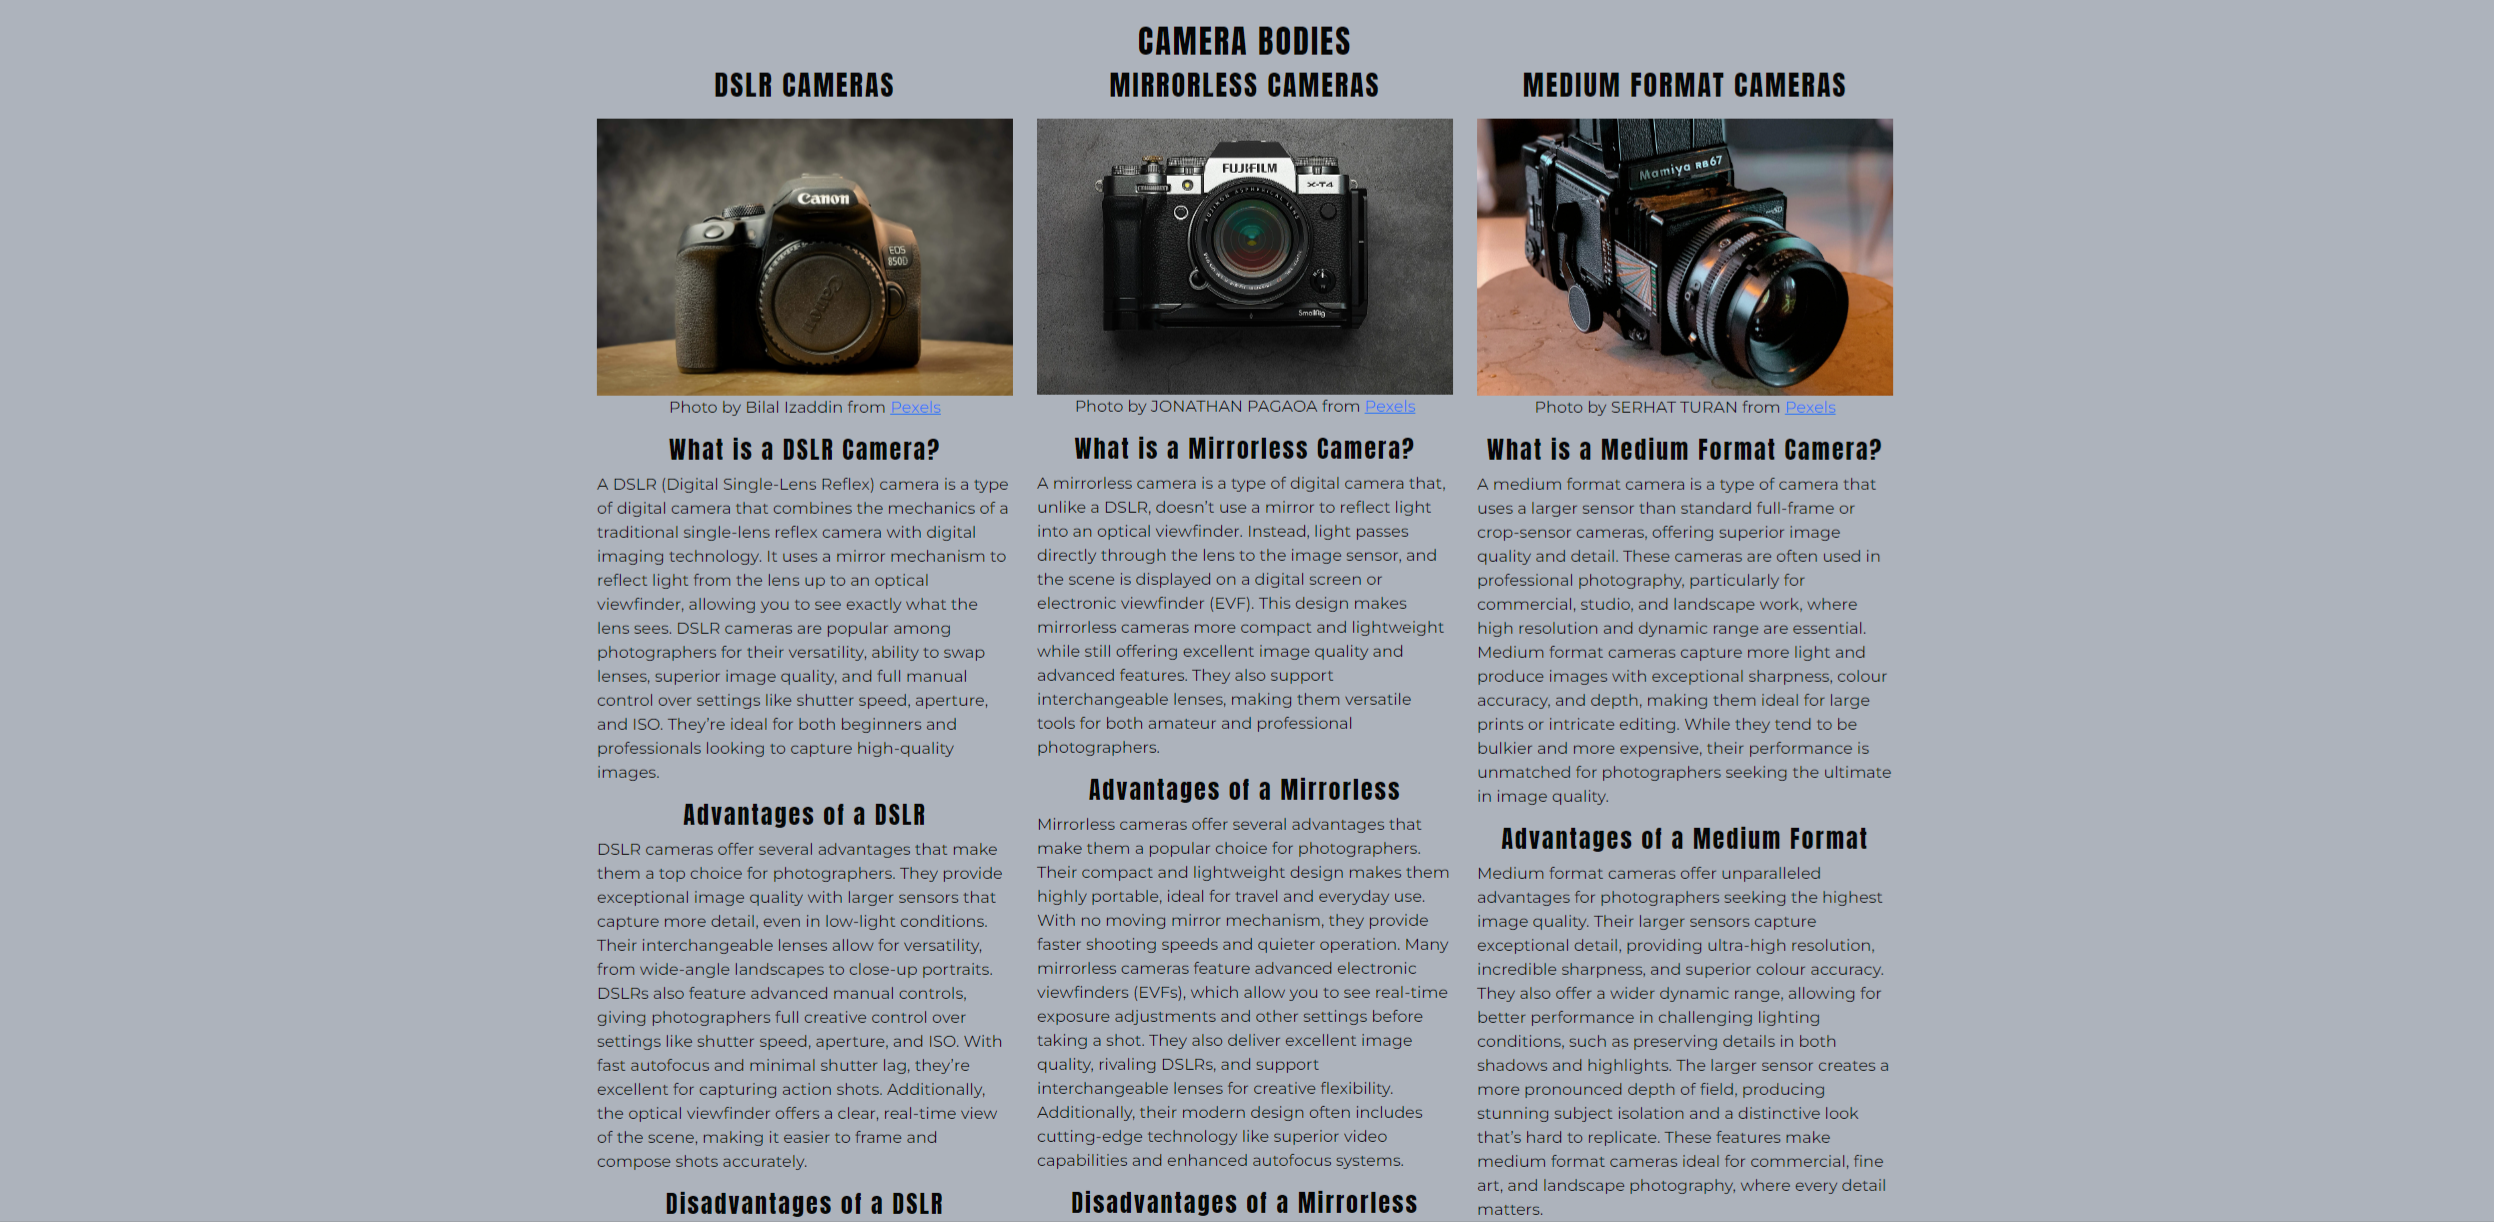 CAMERA BODIES
DSLR CAMERAS
Canon
EOS
850D
Canon
Photo by Bilal Izaddin from Pexels
What is a DSLR Camera?
A DSLR (Digital Single-Lens Reflex) camera is a type
of digital camera that combines the mechanics of a
traditional single-lens reflex camera with digital
imaging technology. It uses a mirror mechanism to
reflect light from the lens up to an optical
viewfinder, allowing you to see exactly what the
lens sees. DSLR cameras are popular among
photographers for their versatility, ability to swap
lenses, superior image quality, and full manual
control over settings like shutter speed, aperture,
and ISO. They’re ideal for both beginners and
professionals looking to capture high-quality
images.
Advantages of a DSLR
DSLR cameras offer several advantages that make
them a top choice for photographers. They provide
exceptional image quality with larger sensors that
capture more detail, even in low-light conditions.
Their interchangeable lenses allow for versatility,
from wide-angle landscapes to close-up portraits.
DSLRs also feature advanced manual controls,
giving photographers full creative control over
settings like shutter speed, aperture, and ISO. With
fast autofocus and minimal shutter lag, they’re
excellent for capturing action shots. Additionally,
the optical viewfinder offers a clear, real-time view
of the scene, making it easier to frame and
compose shots accurately.
Disadvantages of a DSLR
MIRRORLESS CAMERAS
FUJIFILM
X-T4
SmallRig
Photo by JONATHAN PAGAOA from Pexels
What is a Mirrorless Camera?
A mirrorless camera is a type of digital camera that,
unlike a DSLR, doesn’t use a mirror to reflect light
into an optical viewfinder. Instead, light passes
directly through the lens to the image sensor, and
the scene is displayed on a digital screen or
electronic viewfinder (EVF). This design makes
mirrorless cameras more compact and lightweight
while still offering excellent image quality and
advanced features. They also support
interchangeable lenses, making them versatile
tools for both amateur and professional
photographers.
Advantages of a Mirrorless
Mirrorless cameras offer several advantages that
make them a popular choice for photographers.
Their compact and lightweight design makes them
highly portable, ideal for travel and everyday use.
With no moving mirror mechanism, they provide
faster shooting speeds and quieter operation. Many
mirrorless cameras feature advanced electronic
viewfinders (EVFs), which allow you to see real-time
exposure adjustments and other settings before
taking a shot. They also deliver excellent image
quality, rivaling DSLRs, and support
interchangeable lenses for creative flexibility.
Additionally, their modern design often includes
cutting-edge technology like superior video
capabilities and enhanced autofocus systems.
Disadvantages of a Mirrorless
MEDIUM FORMAT CAMERAS
Mamiya RB67
Photo by SERHAT TURAN from Pexels
What is a Medium Format Camera?
A medium format camera is a type of camera that
uses a larger sensor than standard full-frame or
crop-sensor cameras, offering superior image
quality and detail. These cameras are often used in
professional photography, particularly for
commercial, studio, and landscape work, where
high resolution and dynamic range are essential.
Medium format cameras capture more light and
produce images with exceptional sharpness, colour
accuracy, and depth, making them ideal for large
prints or intricate editing. While they tend to be
bulkier and more expensive, their performance is
unmatched for photographers seeking the ultimate
in image quality.
Advantages of a Medium Format
Medium format cameras offer unparalleled
advantages for photographers seeking the highest
image quality. Their larger sensors capture
exceptional detail, providing ultra-high resolution,
incredible sharpness, and superior colour accuracy.
They also offer a wider dynamic range, allowing for
better performance in challenging lighting
conditions, such as preserving details in both
shadows and highlights. The larger sensor creates a
more pronounced depth of field, producing
stunning subject isolation and a distinctive look
that’s hard to replicate. These features make
medium format cameras ideal for commercial, fine
art, and landscape photography, where every detail
matters.